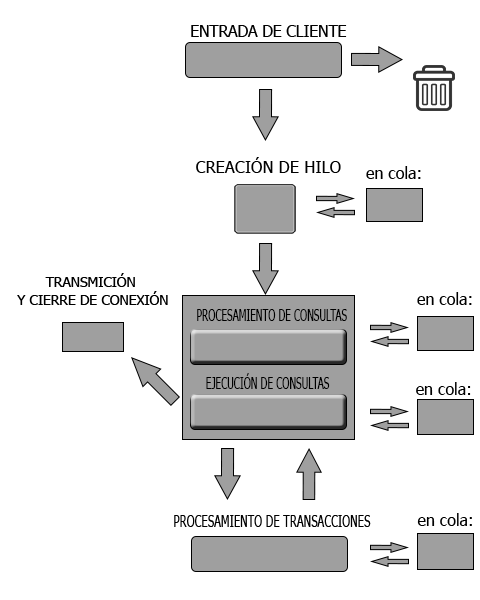 ENTRADA DE CLIENTE
CREACIÓN DE HILO
en cola:
TRANSMICIÓN
Y CIERRE DE CONEXIÓN
PROCESAMIENTO DE CONSULTAS
en cola:
EJECUCIÓN DE CONSULTAS
en cola:
PROCESAMIENTO DE TRANSACCIONES
en cola: